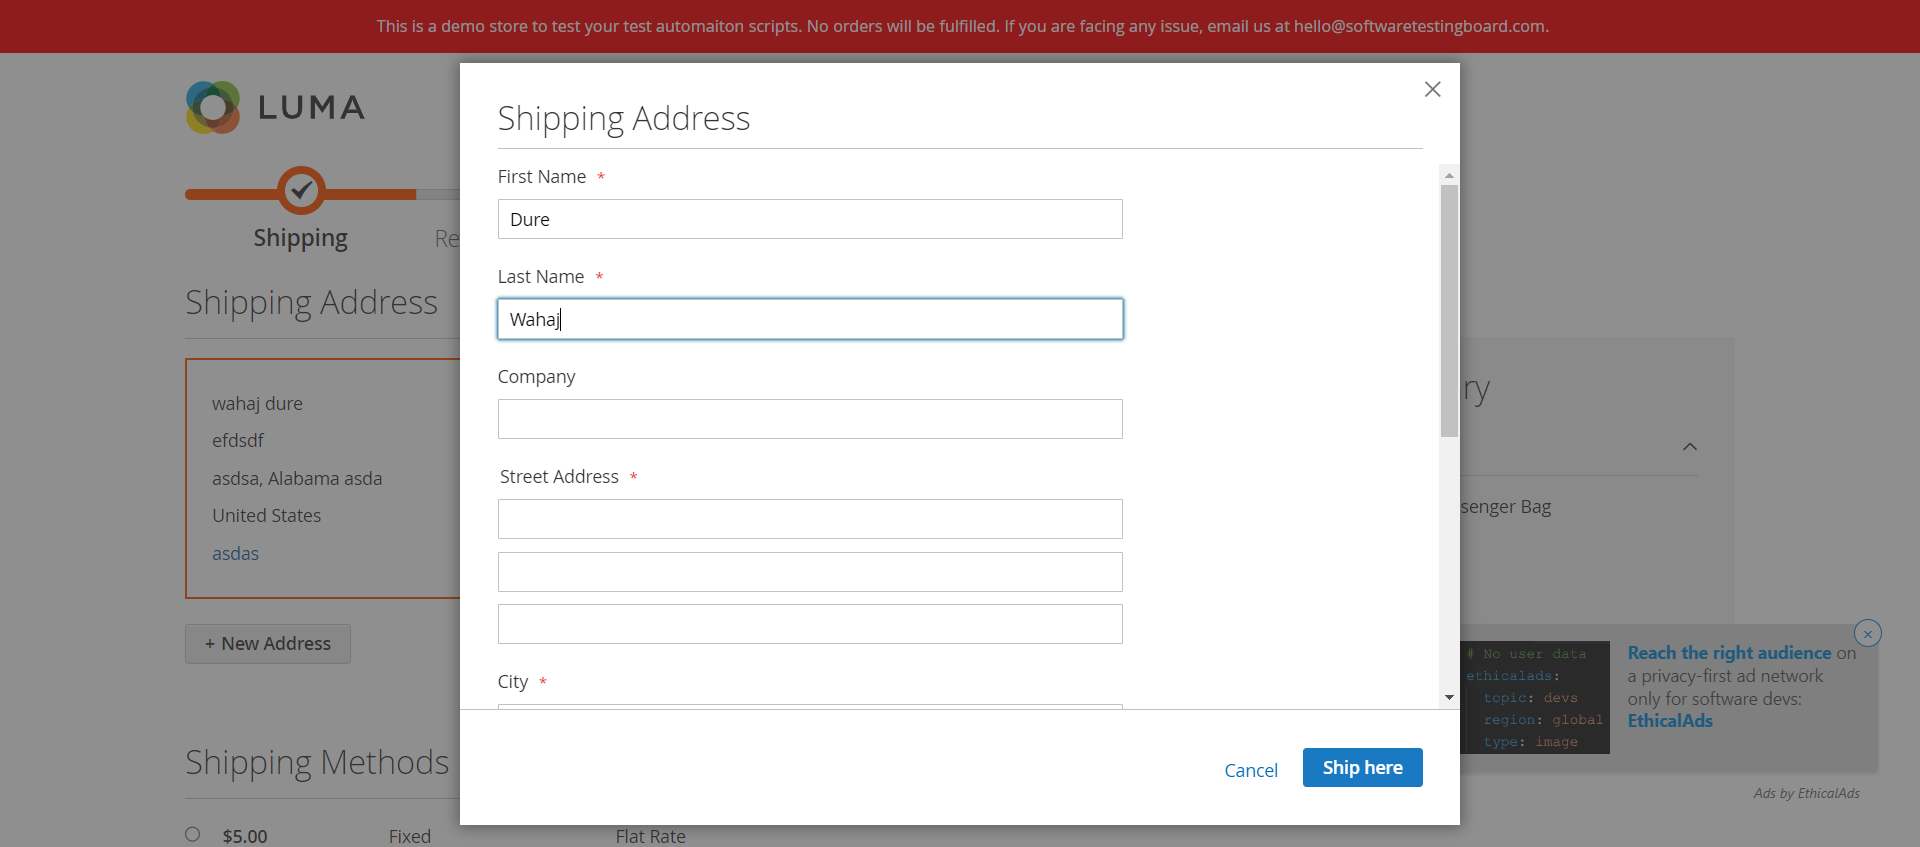 This is a demo store to test your test automaiton scripts. No orders will be fulfilled. If you are facing any issue, email us at hello@softwaretestingboard.com.
LUMA
Shipping
Re
Shipping Address
wahaj dure
efdsdf
asdsa, Alabama asda
United States
asdas
+ New Address
Shipping Methods
$5.00 Fixed Flat Rate
Shipping Address
First Name *
Dure
Last Name *
Wahaj
Company
Street Address *
City *
Cancel
Ship here
ry
senger Bag
# No user data
ethicalads:
topic: devs
region: global
type: image
Reach the right audience on
a privacy-first ad network
only for software devs:
EthicalAds
Ads by EthicalAds